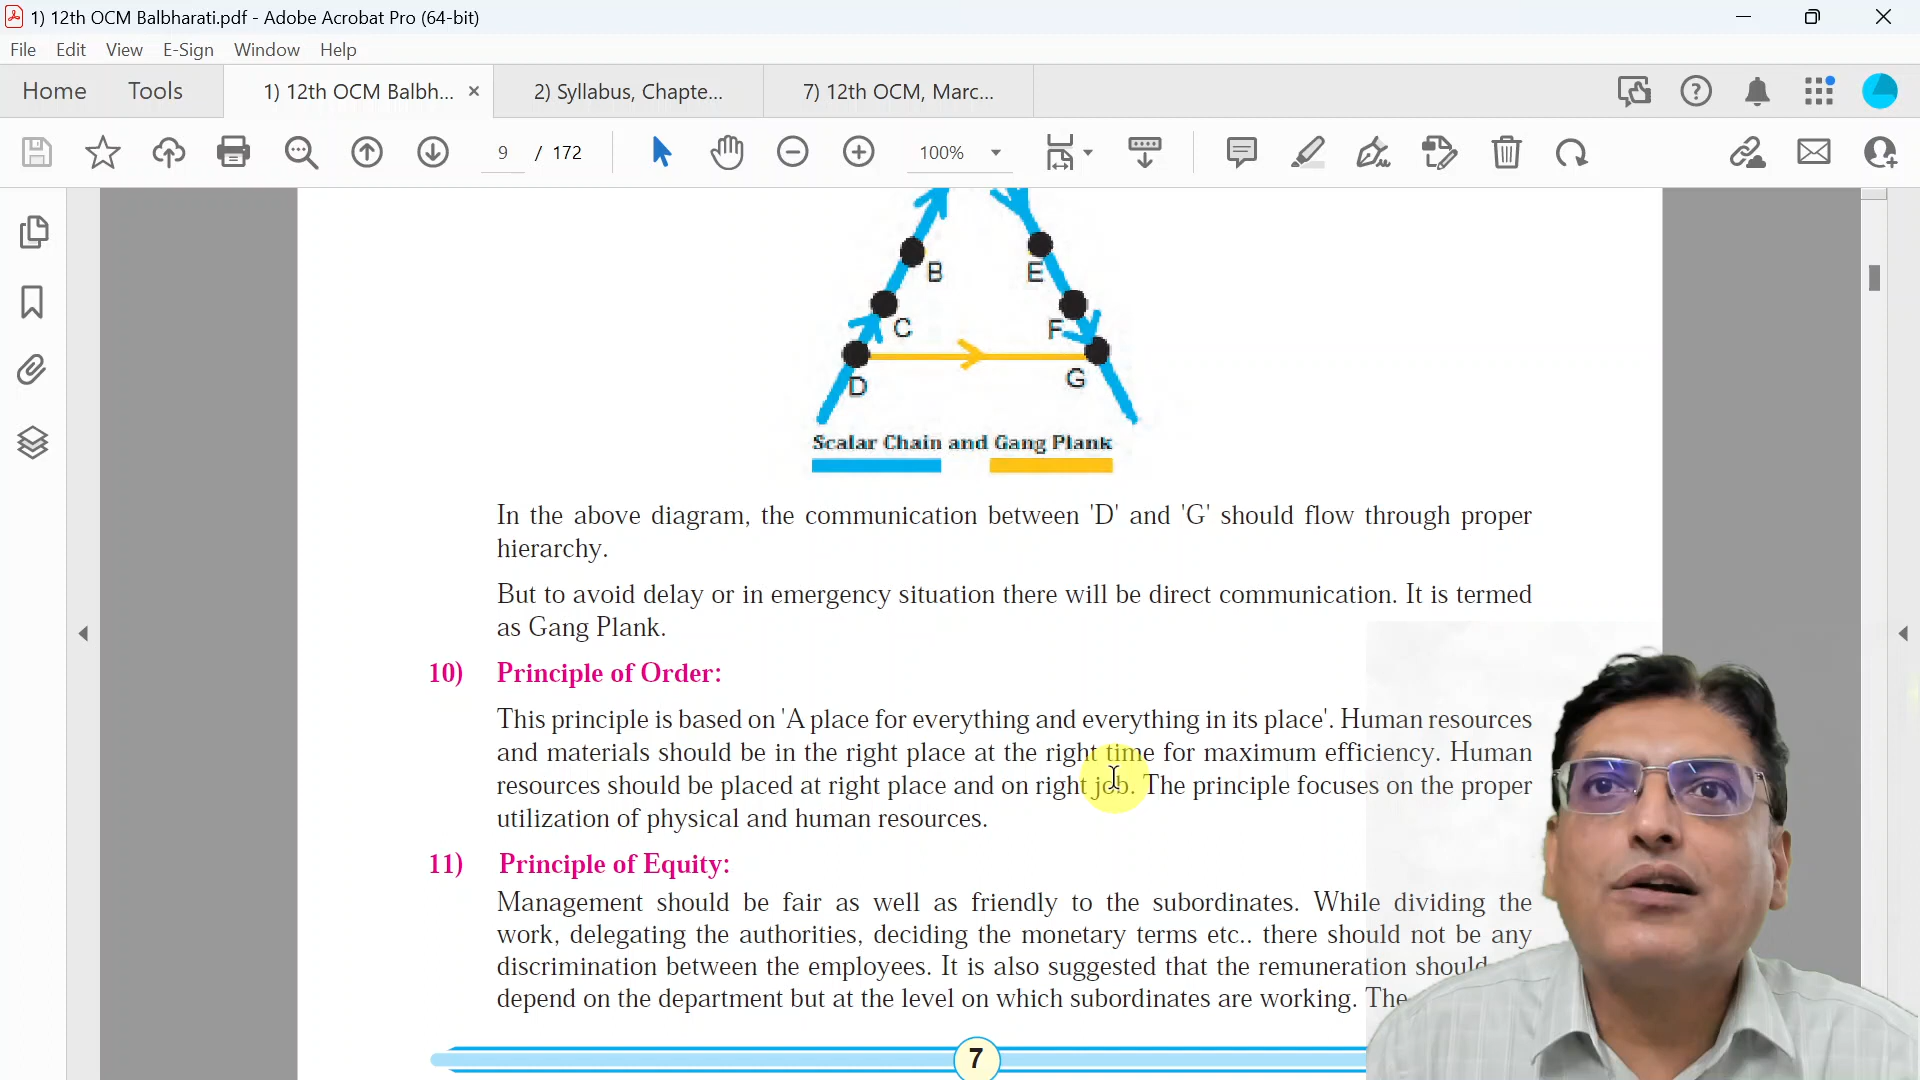 1) 12th OCM Balbharati.pdf - Adobe Acrobat Pro (64-bit)
File Edit View E-Sign Window Help
Home Tools 1) 12th OCM Balbh... 2) Syllabus, Chapte... 7) 12th OCM, Marc...
9 / 172 100%
B
E
C
F
D
G
Scalar Chain and Gang Plank
In the above diagram, the communication between 'D' and 'G' should flow through proper
hierarchy.
But to avoid delay or in emergency situation there will be direct communication. It is termed
as Gang Plank.
10) Principle of Order:
This principle is based on 'A place for everything and everything in its place'. Human resources
and materials should be in the right place at the right time for maximum efficiency. Human
resources should be placed at right place and on right job. The principle focuses on the proper
utilization of physical and human resources.
11) Principle of Equity:
Management should be fair as well as friendly to the subordinates. While dividing the
work, delegating the authorities, deciding the monetary terms etc.. there should not be any
discrimination between the employees. It is also suggested that the remuneration should
depend on the department but at the level on which subordinates are working. The
7